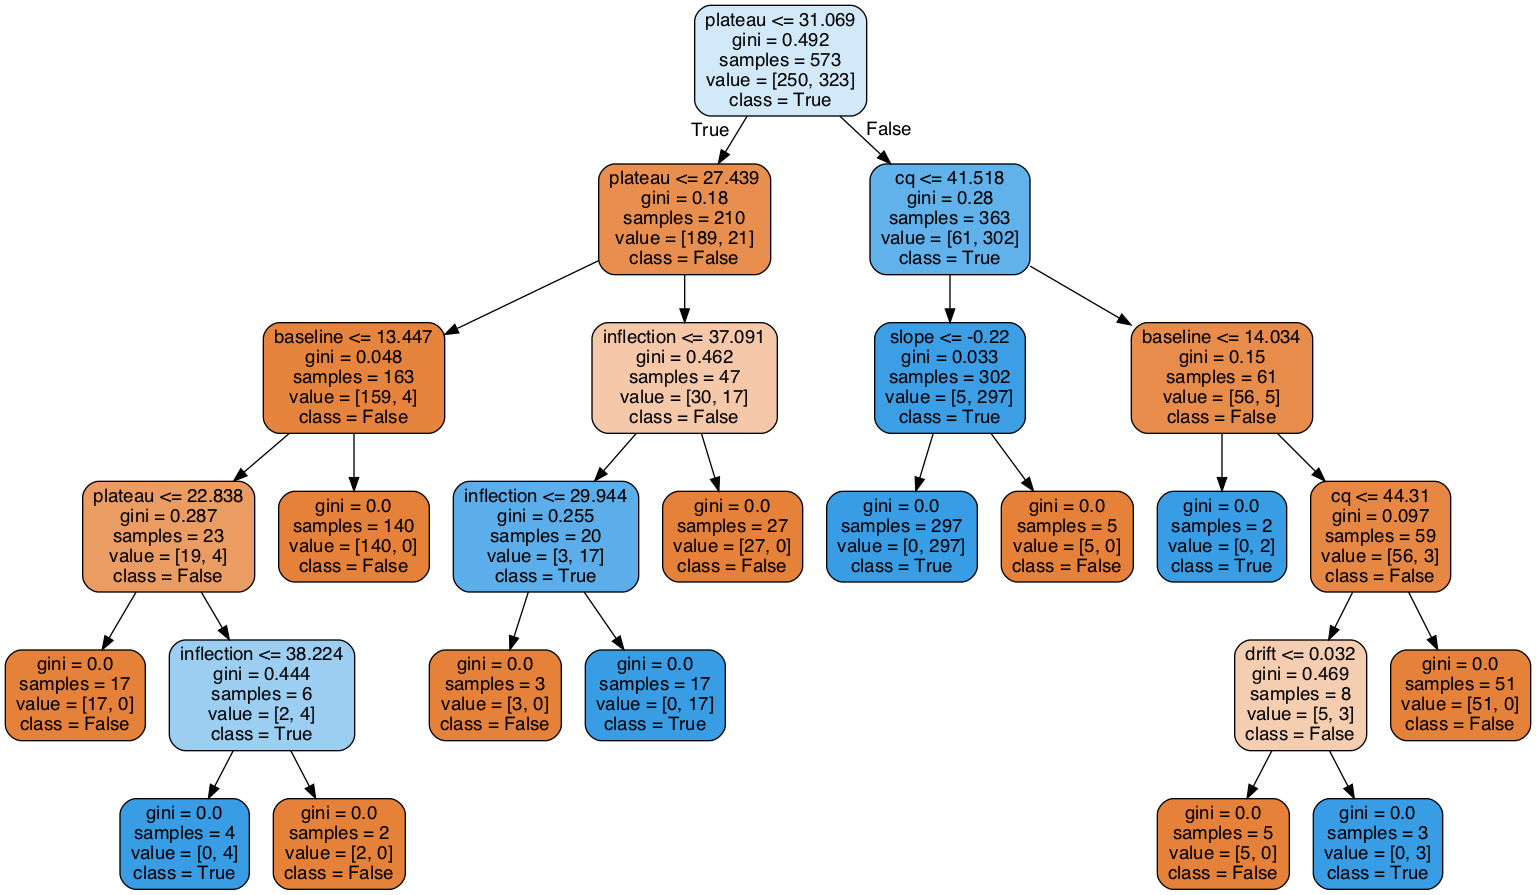 plateau <= 31.069
gini = 0.492
samples = 573
value = [250, 323]
class = True
True
False
plateau <= 27.439
gini = 0.18
samples = 210
value = [189, 21]
class = False
cq <= 41.518
gini = 0.28
samples = 363
value = [61, 302]
class = True
baseline <= 13.447
gini = 0.048
samples = 163
value = [159, 4]
class = False
inflection <= 37.091
gini = 0.462
samples = 47
value = [30, 17]
class = False
slope <= -0.22
gini = 0.033
samples = 302
value = [5, 297]
class = True
baseline <= 14.034
gini = 0.15
samples = 61
value = [56, 5]
class = False
plateau <= 22.838
gini = 0.287
samples = 23
value = [19, 4]
class = False
gini = 0.0
samples = 140
value = [140, 0]
class = False
inflection <= 29.944
gini = 0.255
samples = 20
value = [3, 17]
class = True
gini = 0.0
samples = 27
value = [27, 0]
class = False
gini = 0.0
samples = 297
value = [0, 297]
class = True
gini = 0.0
samples = 5
value = [5, 0]
class = False
gini = 0.0
samples = 2
value = [0, 2]
class = True
cq <= 44.31
gini = 0.097
samples = 59
value = [56, 3]
class = False
gini = 0.0
samples = 17
value = [17, 0]
class = False
inflection <= 38.224
gini = 0.444
samples = 6
value = [2, 4]
class = True
gini = 0.0
samples = 3
value = [3, 0]
class = False
gini = 0.0
samples = 17
value = [0, 17]
class = True
drift <= 0.032
gini = 0.469
samples = 8
value = [5, 3]
class = False
gini = 0.0
samples = 51
value = [51, 0]
class = False
gini = 0.0
samples = 4
value = [0, 4]
class = True
gini = 0.0
samples = 2
value = [2, 0]
class = False
gini = 0.0
samples = 5
value = [5, 0]
class = False
gini = 0.0
samples = 3
value = [0, 3]
class = True